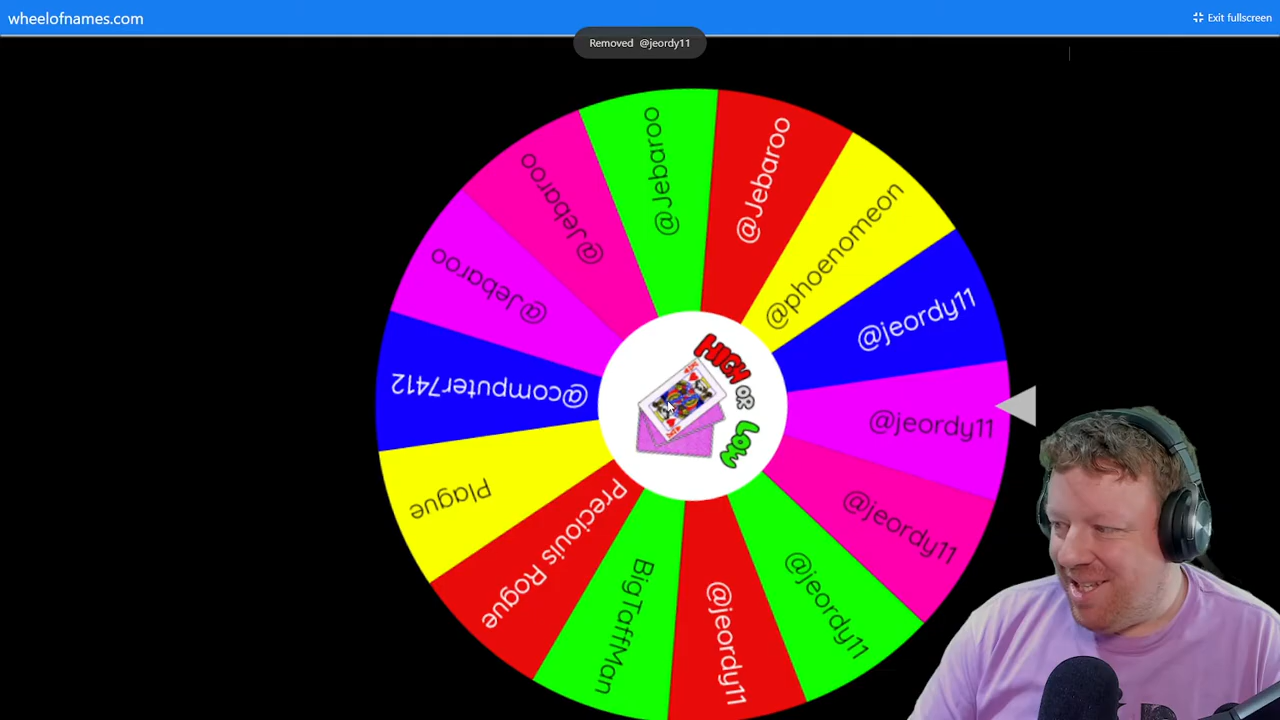 wheelofnames.com
Exit fullscreen
Removed @jeordy11
@Jebaroo
@Jebaroo
@phoenomeon
@jeordy11
@jeordy11
@jeordy11
@jeordy11
@jeordy11
BigTaffMan
Preciouis Rogue
Plague
@computer7412
@Jebaroo
@Jebaroo
HIGH
OR
LOW